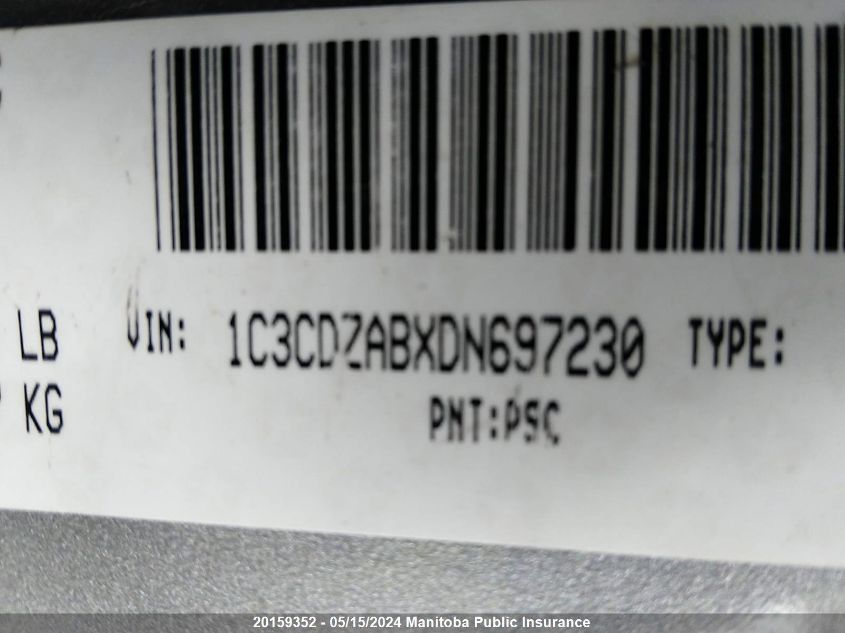 LB VIN: 1C3CDZABXDN697230 TYPE:
KG PNT:PSC
20159352 - 05/15/2024 Manitoba Public Insurance